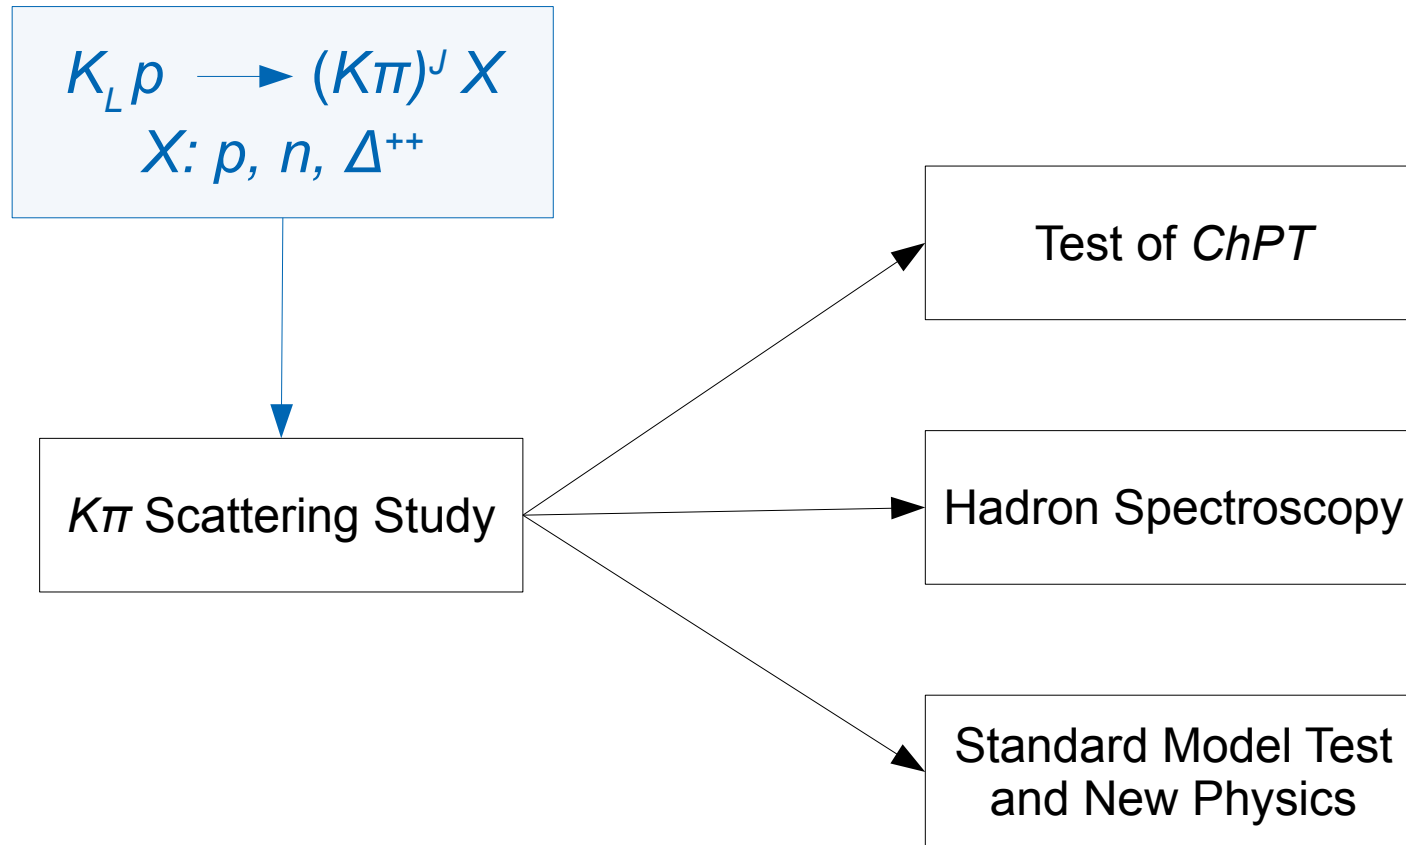 K_L p → (Kπ)^J X
X: p, n, Δ^++
Test of ChPT
Kπ Scattering Study
Hadron Spectroscopy
Standard Model Test
and New Physics